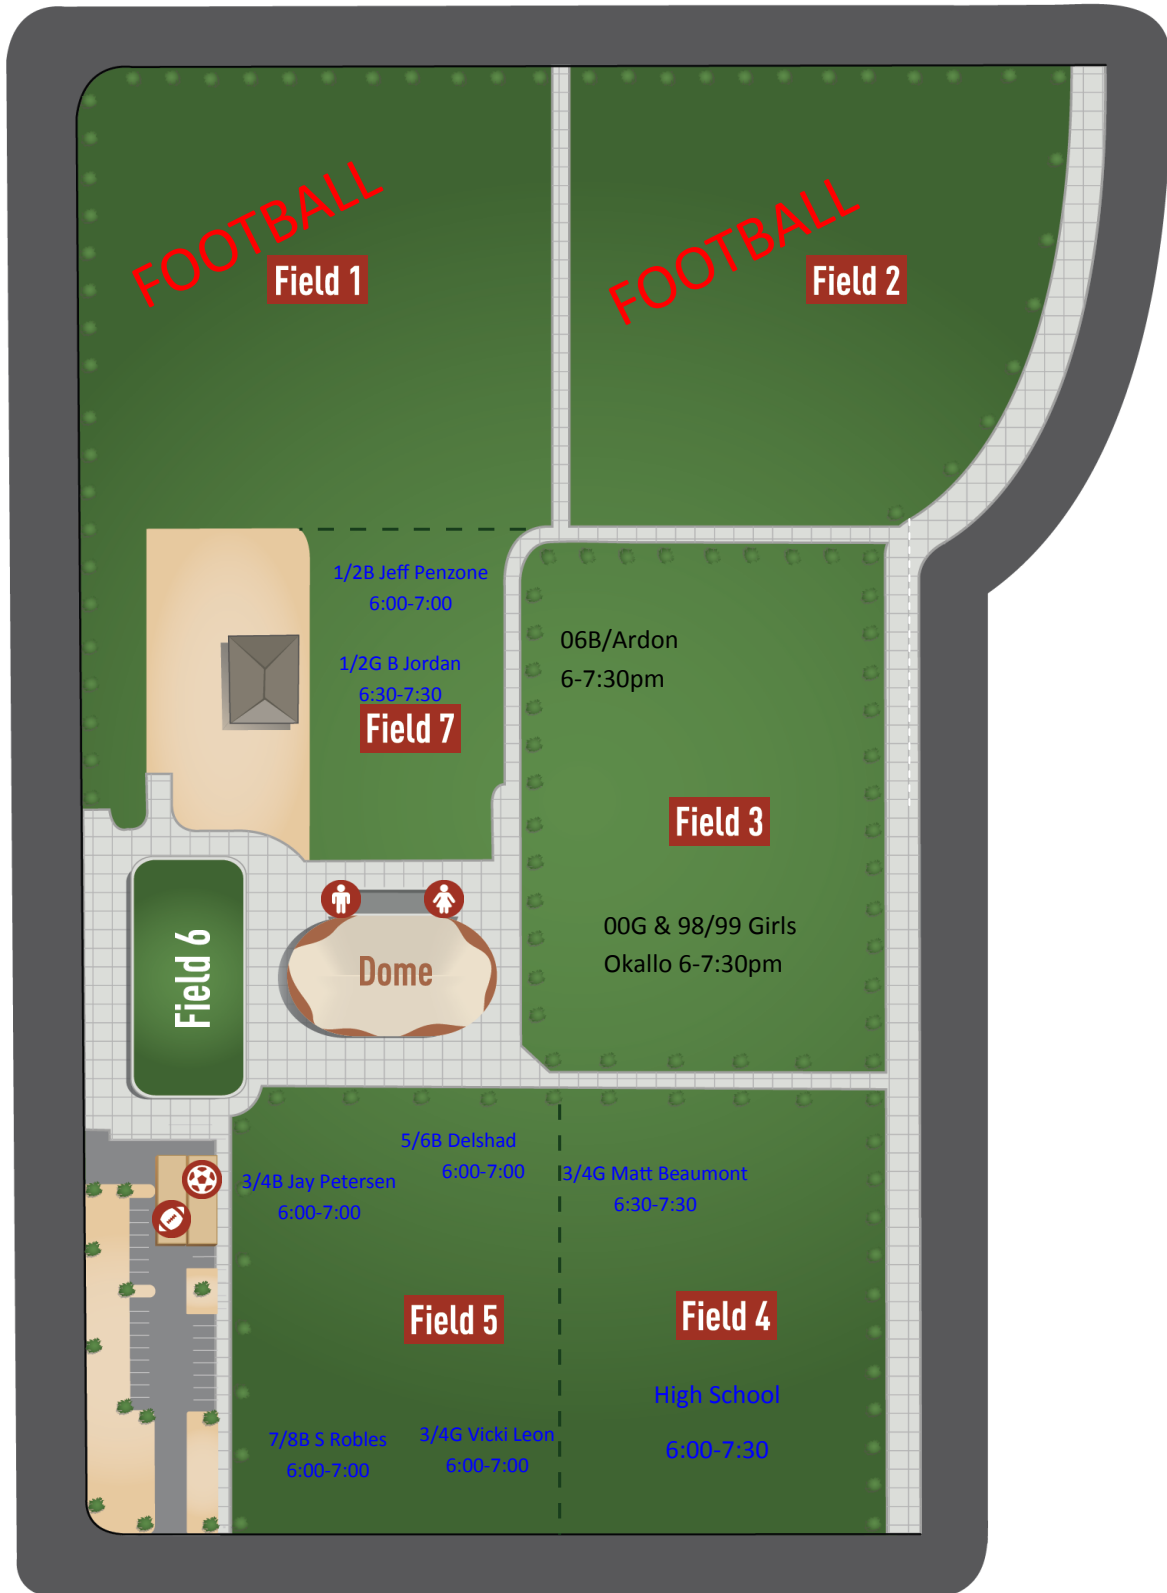 FOOTBALL
Field 1
FOOTBALL
Field 2
1/2B Jeff Penzone
6:00-7:00
1/2G B Jordan
6:30-7:30
Field 7
06B/Ardon
6-7:30pm
Field 3
00G & 98/99 Girls
Okallo 6-7:30pm
Field 6
Dome
5/6B Delshad
6:00-7:00
3/4B Jay Petersen
6:00-7:00
3/4G Matt Beaumont
6:30-7:30
Field 5
Field 4
High School
6:00-7:30
7/8B S Robles
6:00-7:00
3/4G Vicki Leon
6:00-7:00